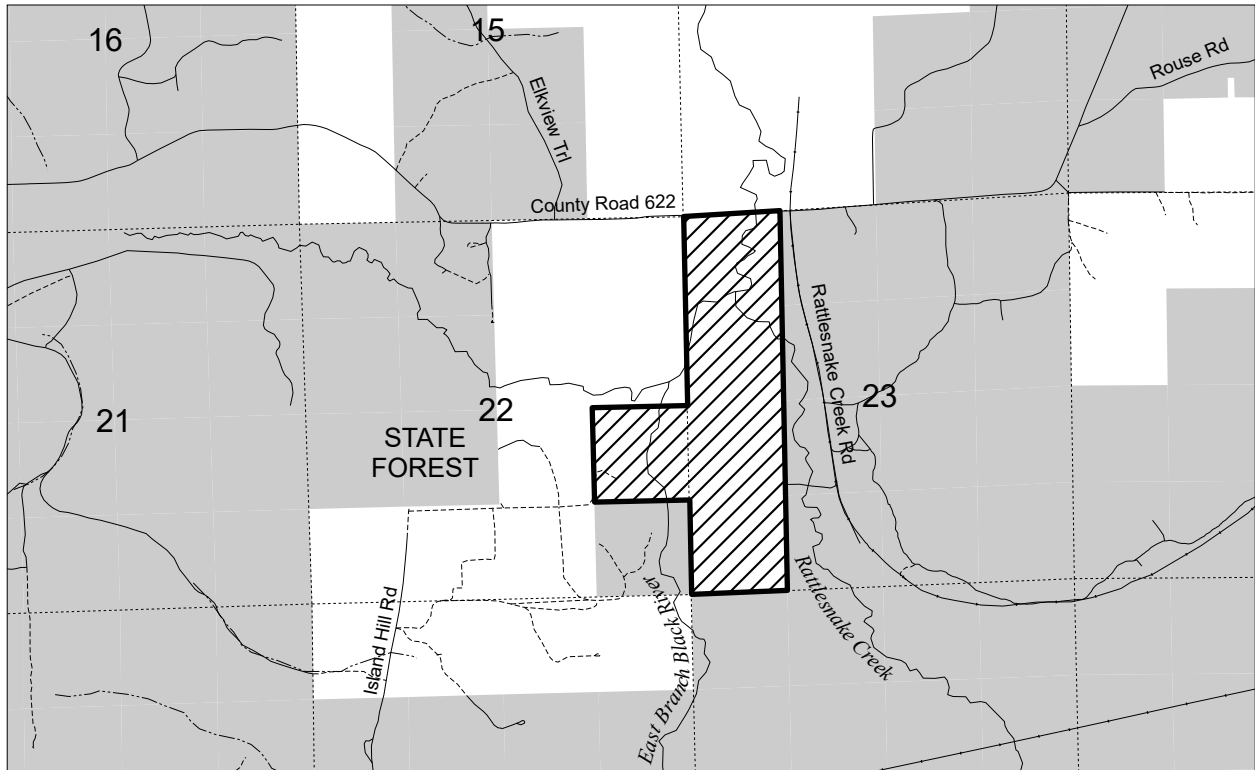 16
15
Elkview Trl
Rouse Rd
County Road 622
Rattlesnake Creek Rd
21
22
23
STATE
FOREST
Island Hill Rd
East Branch Black River
Rattlesnake Creek